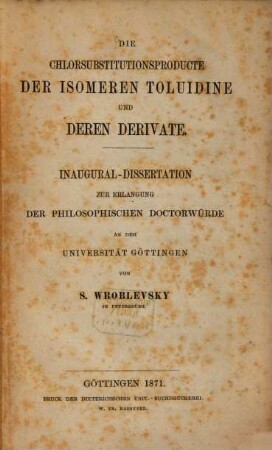 DIE
CHLORSUBSTITUTIONSPRODUCTE
DER ISOMEREN TOLUIDINE
UND
DEREN DERIVATE.
INAUGURAL-DISSERTATION
ZUR ERLANGUNG
DER PHILOSOPHISCHEN DOCTORWÜRDE
AN DER
UNIVERSITÄT GÖTTINGEN
VON
S. WROBLEVSKY
IN PETERSBURG.
GÖTTINGEN 1871.
DRUCK DER DIETERICHSCHEN UNIV.-BUCHDRUCKEREI.
W. FR. KAESTNER.